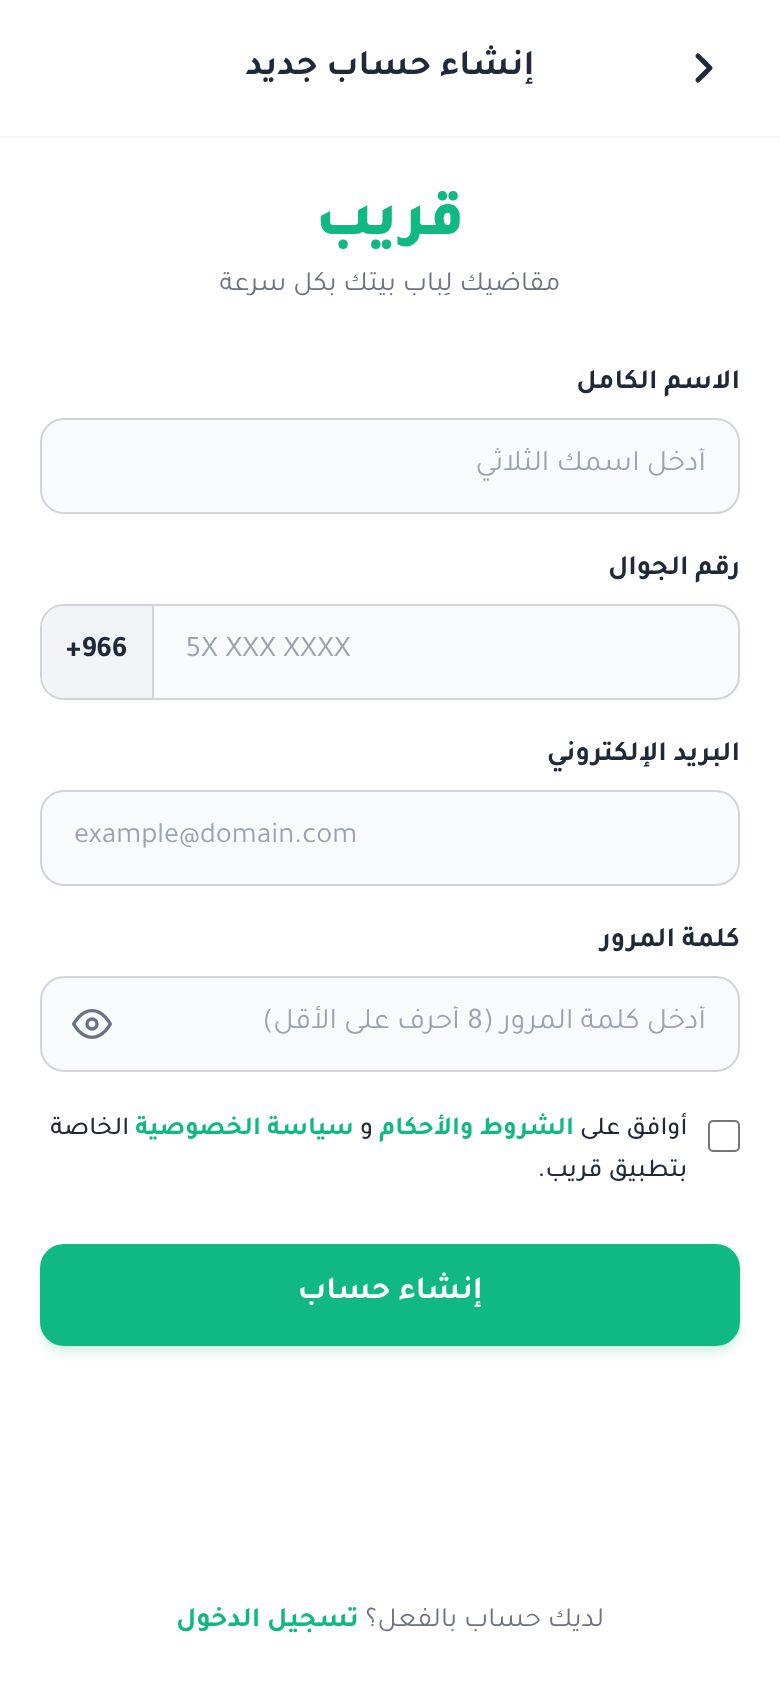 إنشاء حساب جديد
قريب
مقاضيك لِباب بيتك بكل سرعة
الاسم الكامل
أدخل اسمك الثلاثي
رقم الجوال
+966 5X XXX XXXX
البريد الإلكتروني
example@domain.com
كلمة المرور
أدخل كلمة المرور (8 أحرف على الأقل)
أوافق على الشروط والأحكام و سياسة الخصوصية الخاصة
بتطبيق قريب.
إنشاء حساب
لديك حساب بالفعل؟ تسجيل الدخول